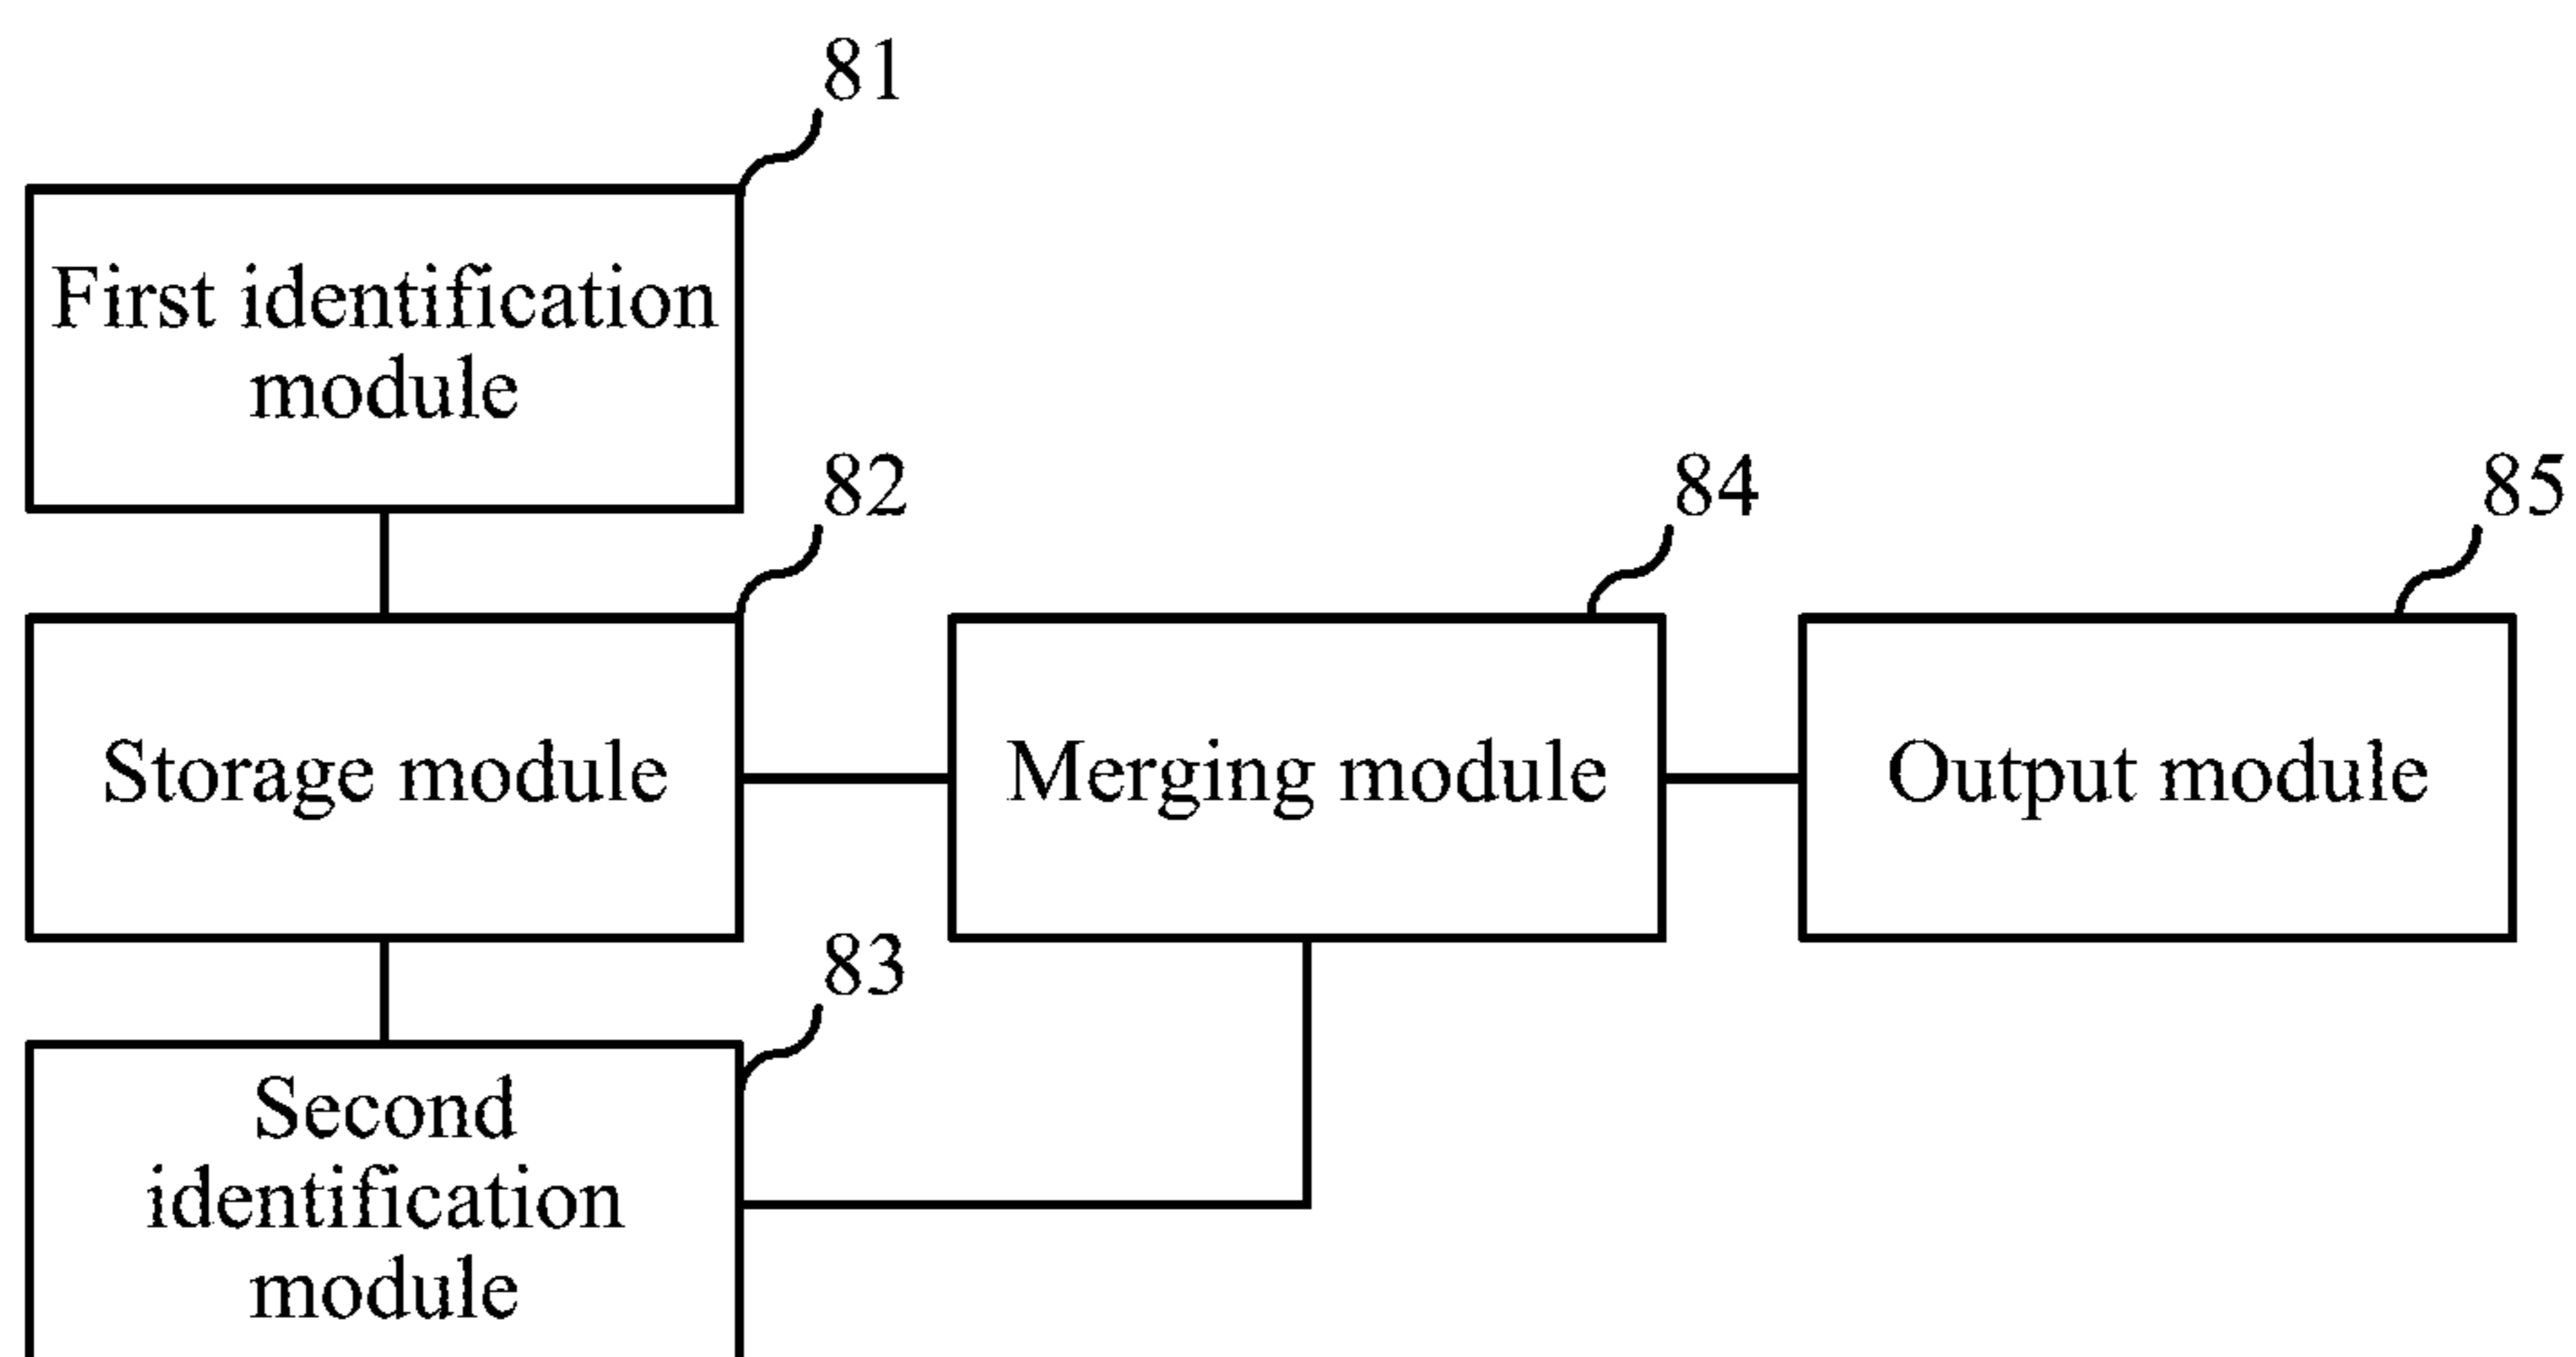 81
First identification
module
82
84
85
Storage module
Merging module
Output module
83
Second
identification
module